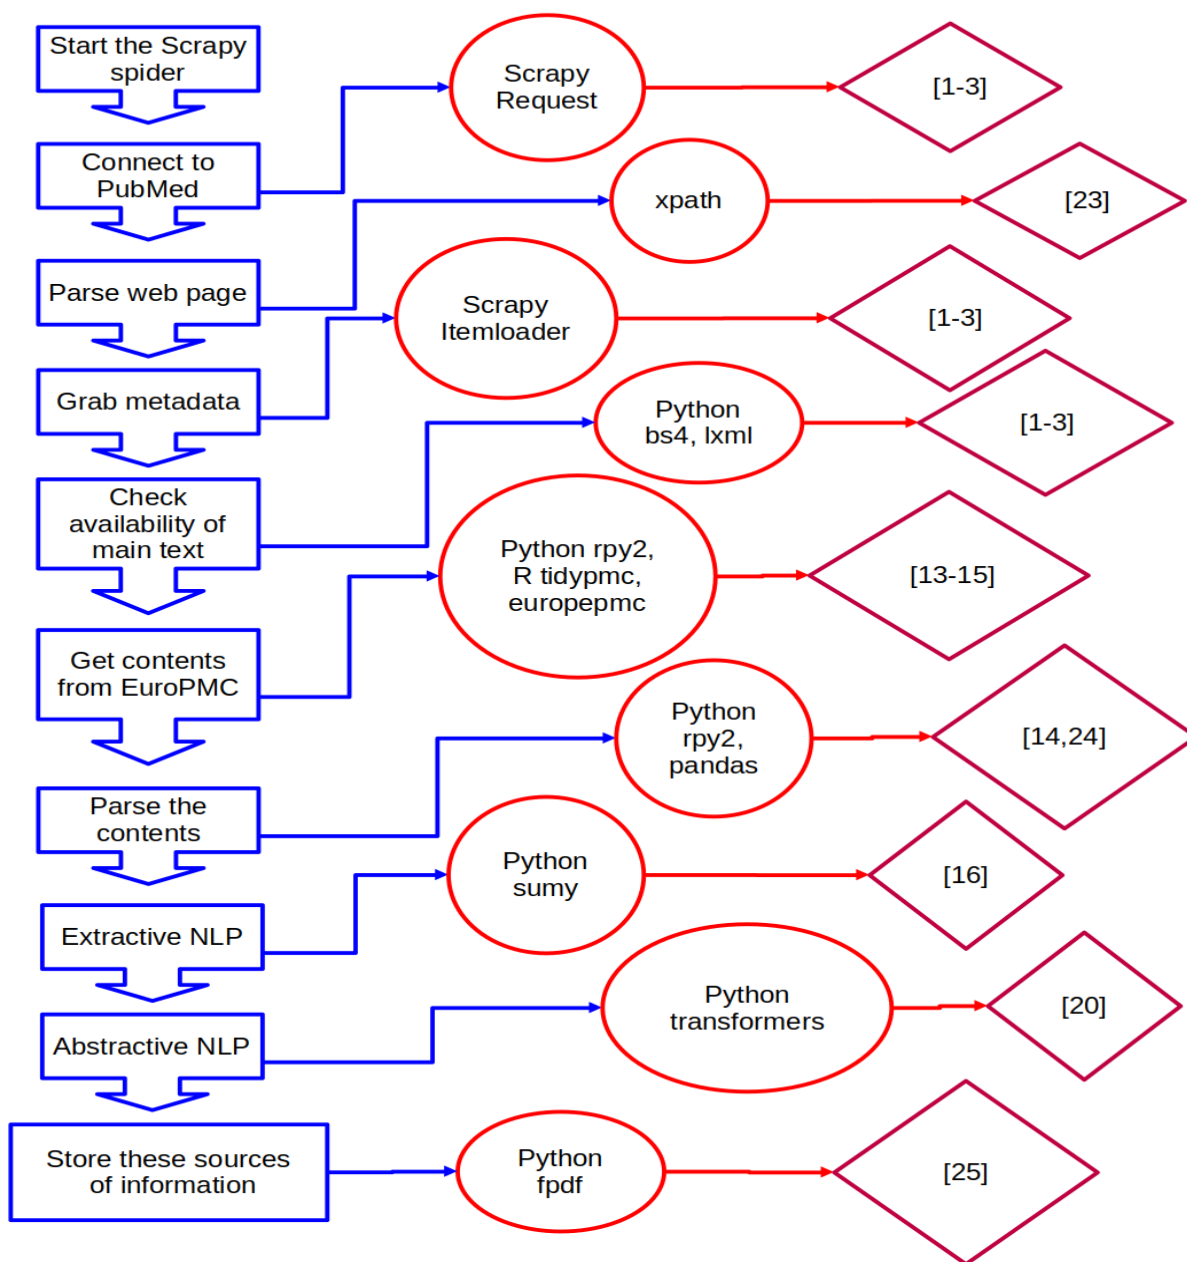 Start the Scrapy
spider
Scrapy
Request
[1-3]
Connect to
PubMed
xpath
[23]
Parse web page
Scrapy
Itemloader
[1-3]
Grab metadata
Python
bs4, lxml
[1-3]
Check
availability of
main text
Python rpy2,
R tidypmc,
europepmc
[13-15]
Get contents
from EuroPMC
Python
rpy2,
pandas
[14,24]
Parse the
contents
Python
sumy
[16]
Extractive NLP
Python
transformers
[20]
Abstractive NLP
Store these sources
of information
Python
fpdf
[25]